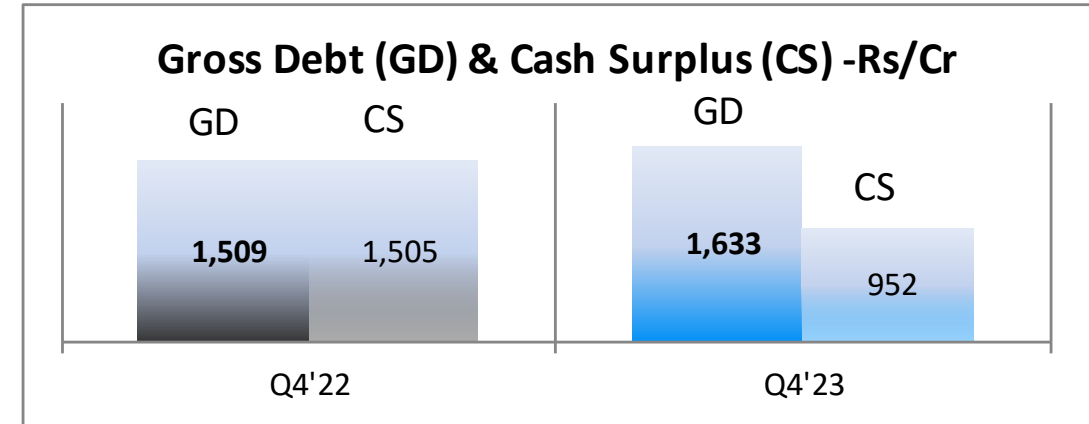 Gross Debt (GD) & Cash Surplus (CS) -Rs/Cr
GD CS GD
CS
1,509 1,505 1,633
952
Q4'22 Q4'23